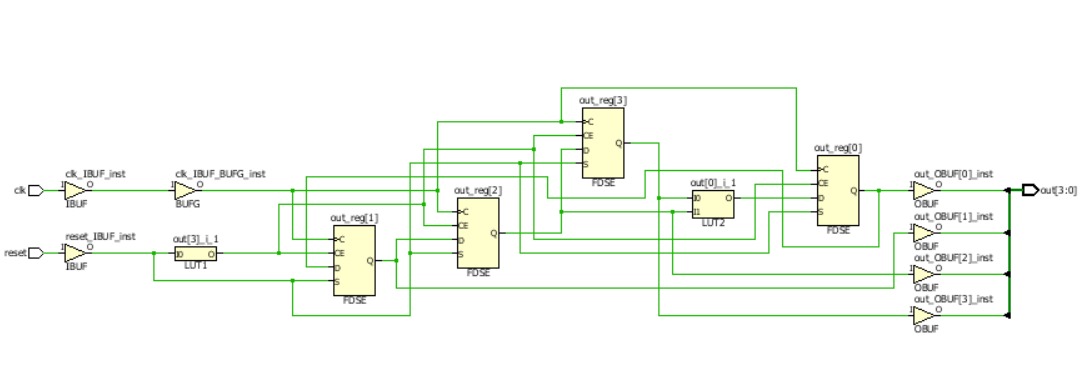 out_reg[3]
C
CE
D
S
Q
FDSE
out_reg[0]
C
CE
D
S
Q
FDSE
clk
clk_IBUF_inst
I
O
IBUF
clk_IBUF_BUFG_inst
I
O
BUFG
out_reg[2]
C
CE
D
S
Q
FDSE
out[0]_i_1
I0
I1
O
LUT2
out_OBUF[0]_inst
I
O
OBUF
out[3:0]
out_reg[1]
C
CE
D
S
Q
FDSE
out_OBUF[1]_inst
I
O
OBUF
reset
reset_IBUF_inst
I
O
IBUF
out[3]_i_1
I0
O
LUT1
out_OBUF[2]_inst
I
O
OBUF
out_OBUF[3]_inst
I
O
OBUF